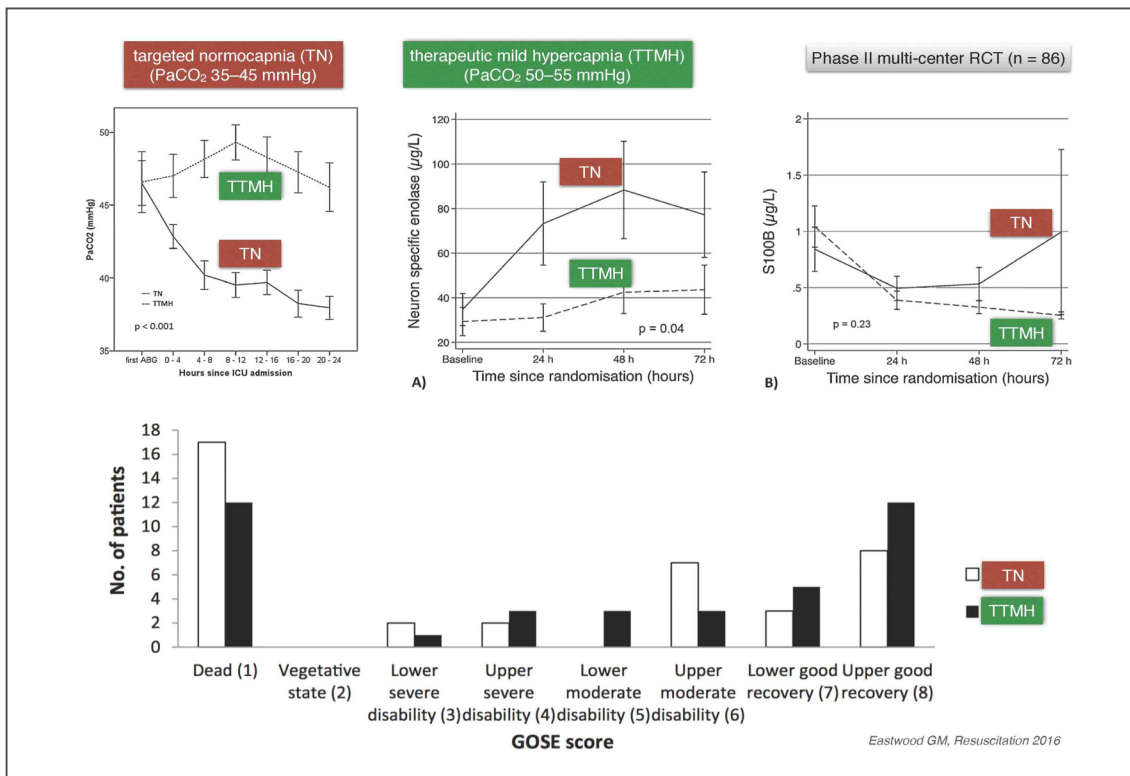 targeted normocapnia (TN)
(PaCO₂ 35–45 mmHg)
therapeutic mild hypercapnia (TTMH)
(PaCO₂ 50–55 mmHg)
Phase II multi-center RCT (n = 86)
PaCO2 (mmHg)
50
45
40
35
TTMH
TN
TN
TTMH
p < 0.001
first ABG
0 - 4
4 - 8
8 - 12
12 - 16
16 - 20
20 - 24
Hours since ICU admission
Neuron specific enolase (µg/L)
120
100
80
60
40
20
TN
TTMH
p = 0.04
Baseline
24 h
48 h
72 h
A)
Time since randomisation (hours)
S100B (µg/L)
2
1.5
1
.5
0
TN
TTMH
p = 0.23
Baseline
24 h
48 h
72 h
B)
Time since randomisation (hours)
No. of patients
18
16
14
12
10
8
6
4
2
0
Dead (1)
Vegetative
state (2)
Lower
severe
disability (3)
Upper
severe
disability (4)
Lower
moderate
disability (5)
Upper
moderate
disability (6)
Lower good
recovery (7)
Upper good
recovery (8)
GOSE score
TN
TTMH
Eastwood GM, Resuscitation 2016